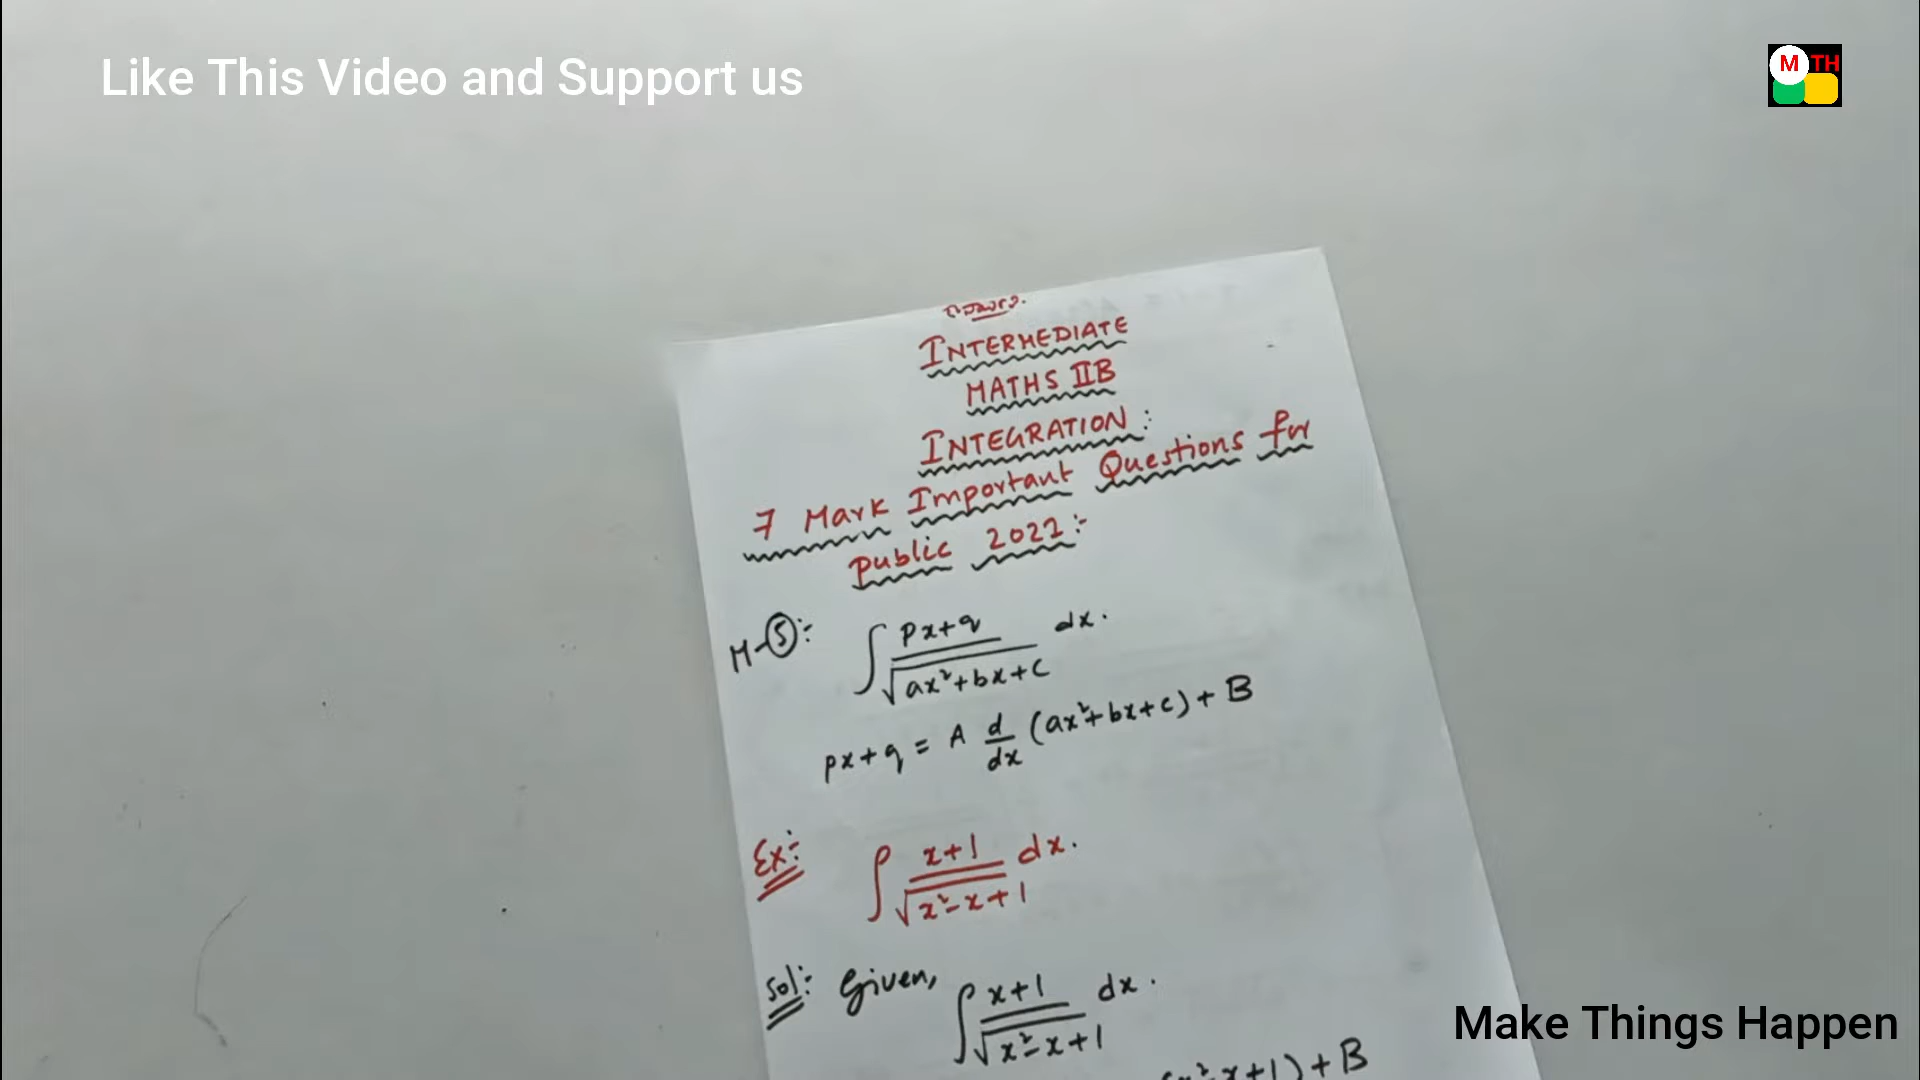 Like This Video and Support us
M TH
INTERMEDIATE
MATHS IIB
INTEGRATION :
7 Mark Important Questions for
public 2022:-
M-⑤:- ∫ px+q / √ax²+bx+c dx.
px+q = A d/dx (ax²+bx+c) + B
Ex:- ∫ x+1 / √x²-x+1 dx.
Sol:- Given, ∫ x+1 / √x²-x+1 dx.
x²-x+1) + B
Make Things Happen